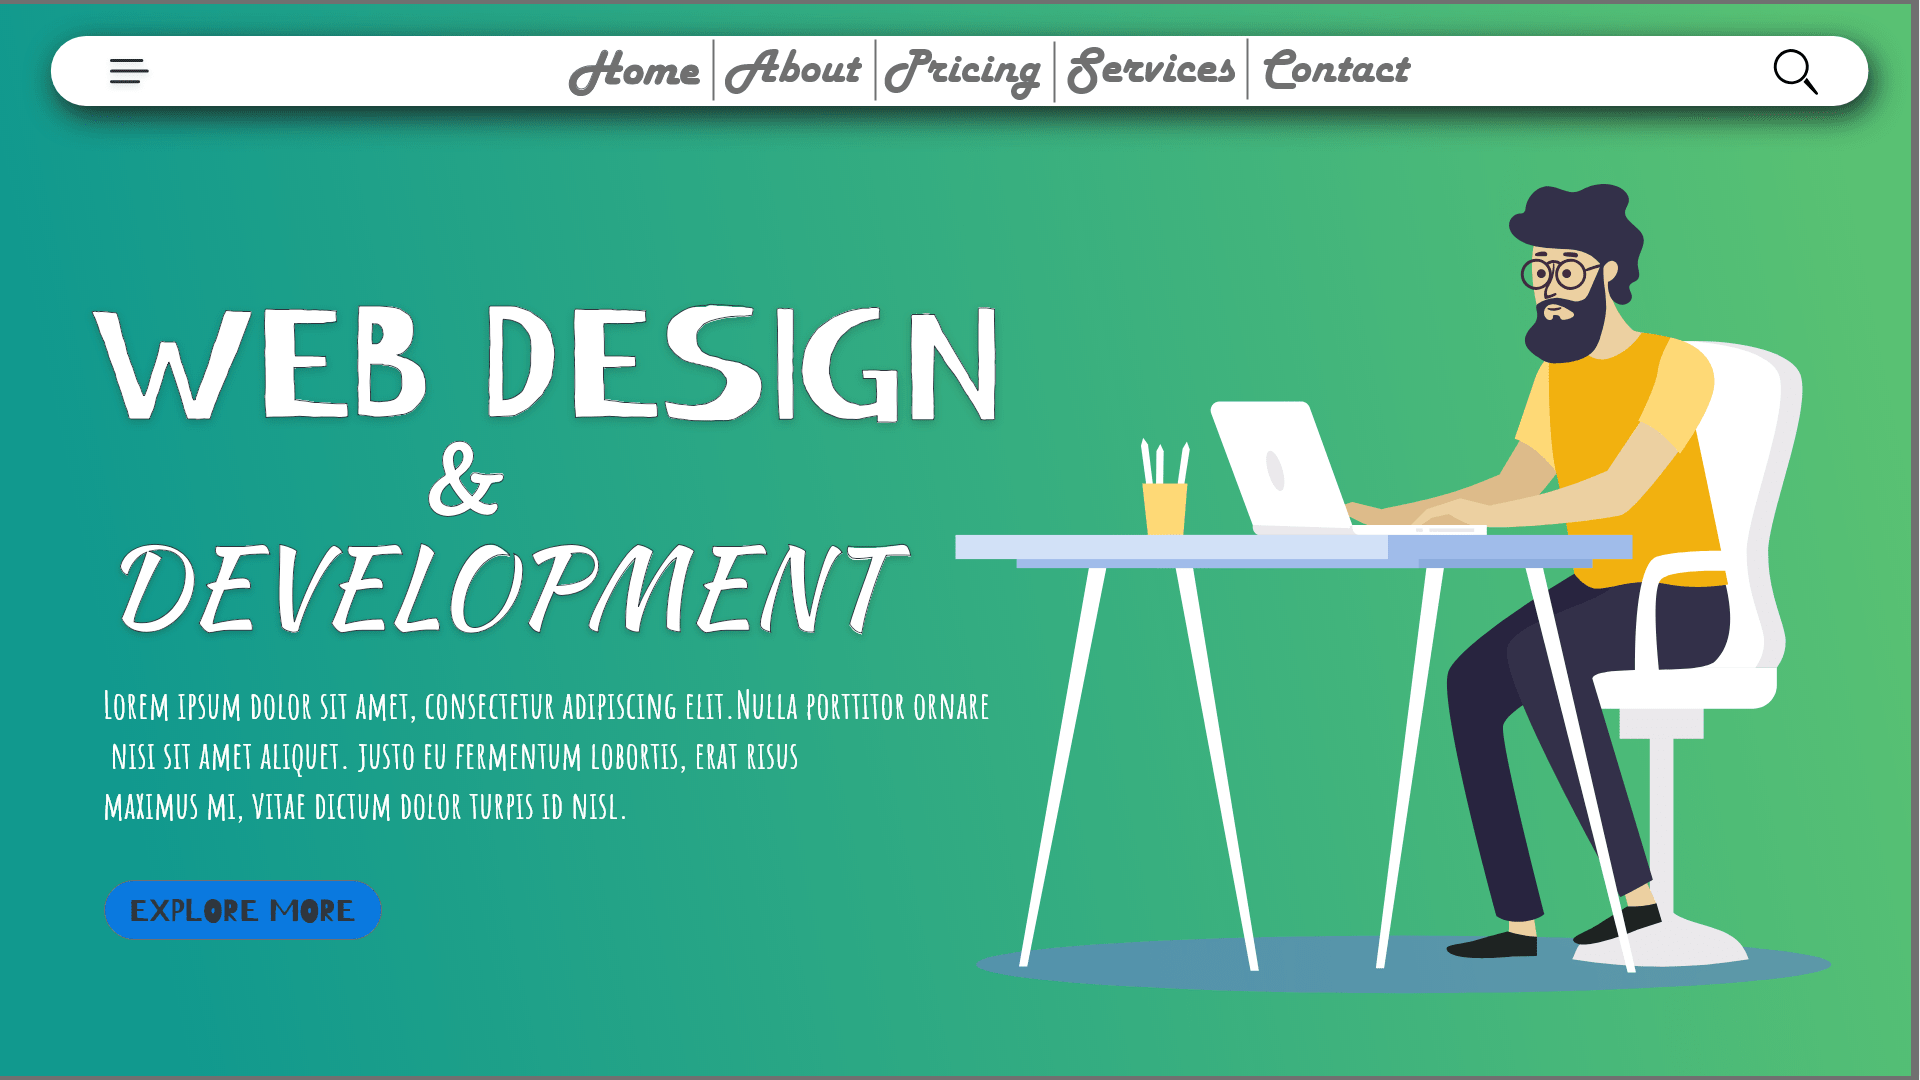 Home About Pricing Services Contact
WEB DESIGN
&
DEVELOPMENT
Lorem ipsum dolor sit amet, consectetur adipiscing elit.Nulla porttitor ornare
nisi sit amet aliquet. justo eu fermentum lobortis, erat risus
maximus mi, vitae dictum dolor turpis id nisl.
EXPLORE MORE